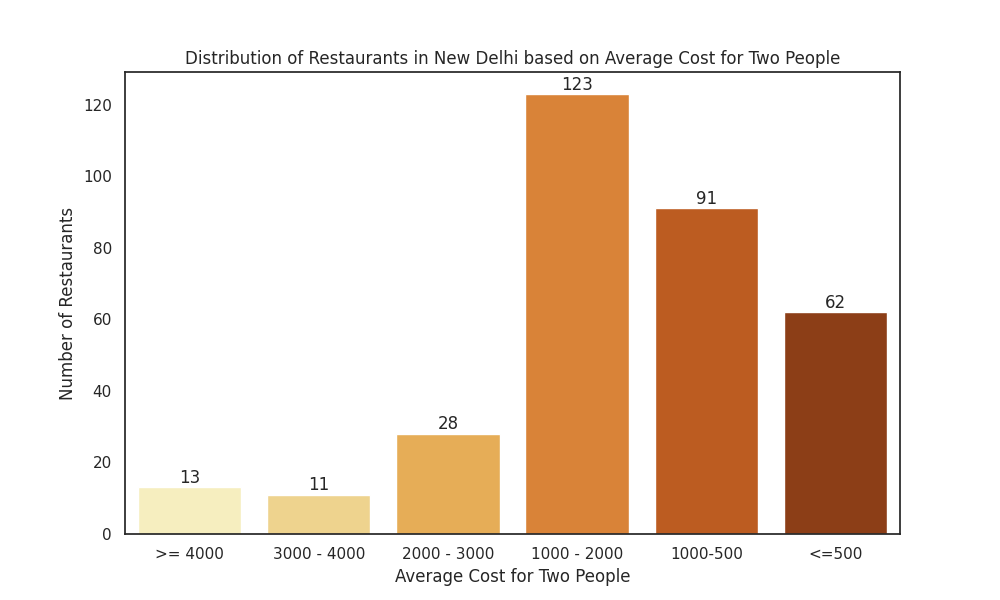 Distribution of Restaurants in New Delhi based on Average Cost for Two People
Number of Restaurants
120
100
80
60
40
20
0
13
11
28
123
91
62
>= 4000
3000 - 4000
2000 - 3000
1000 - 2000
1000-500
<=500
Average Cost for Two People